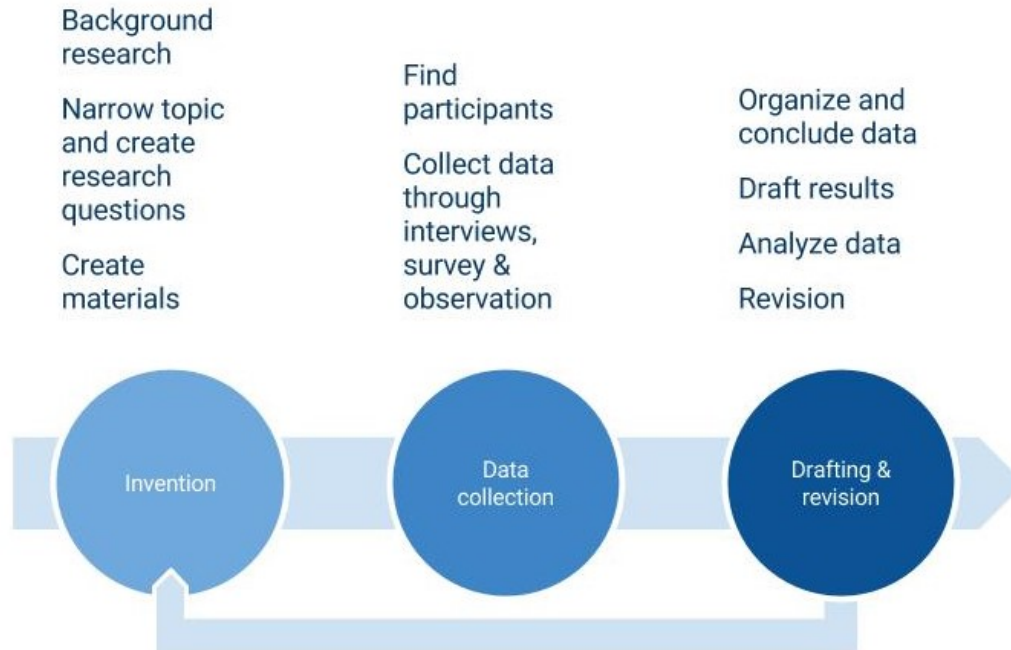 Background
research
Narrow topic
and create
research
questions
Create
materials
Find
participants
Collect data
through
interviews,
survey &
observation
Organize and
conclude data
Draft results
Analyze data
Revision
Invention
Data
collection
Drafting &
revision